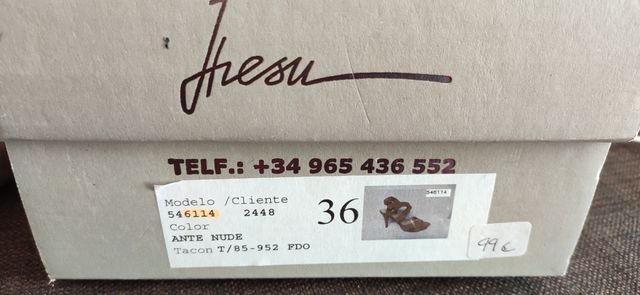 TELF.: +34 965 436 552
Modelo /Cliente
546114 2448
36
546114
Color
ANTE NUDE
Tacon T/85-952 FDO
99€